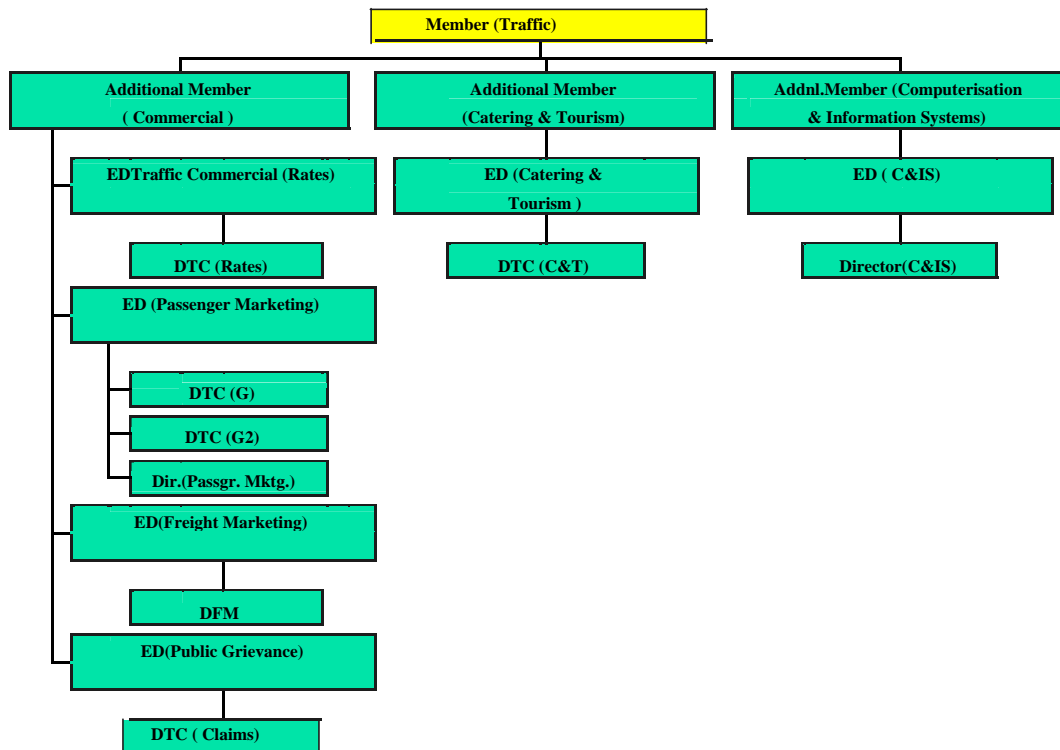 Member (Traffic)
Additional Member
( Commercial )
Additional Member
(Catering & Tourism)
Addnl.Member (Computerisation
& Information Systems)
EDTraffic Commercial (Rates)
ED (Catering &
Tourism )
ED ( C&IS)
DTC (Rates)
DTC (C&T)
Director(C&IS)
ED (Passenger Marketing)
DTC (G)
DTC (G2)
Dir.(Passgr. Mktg.)
ED(Freight Marketing)
DFM
ED(Public Grievance)
DTC ( Claims)